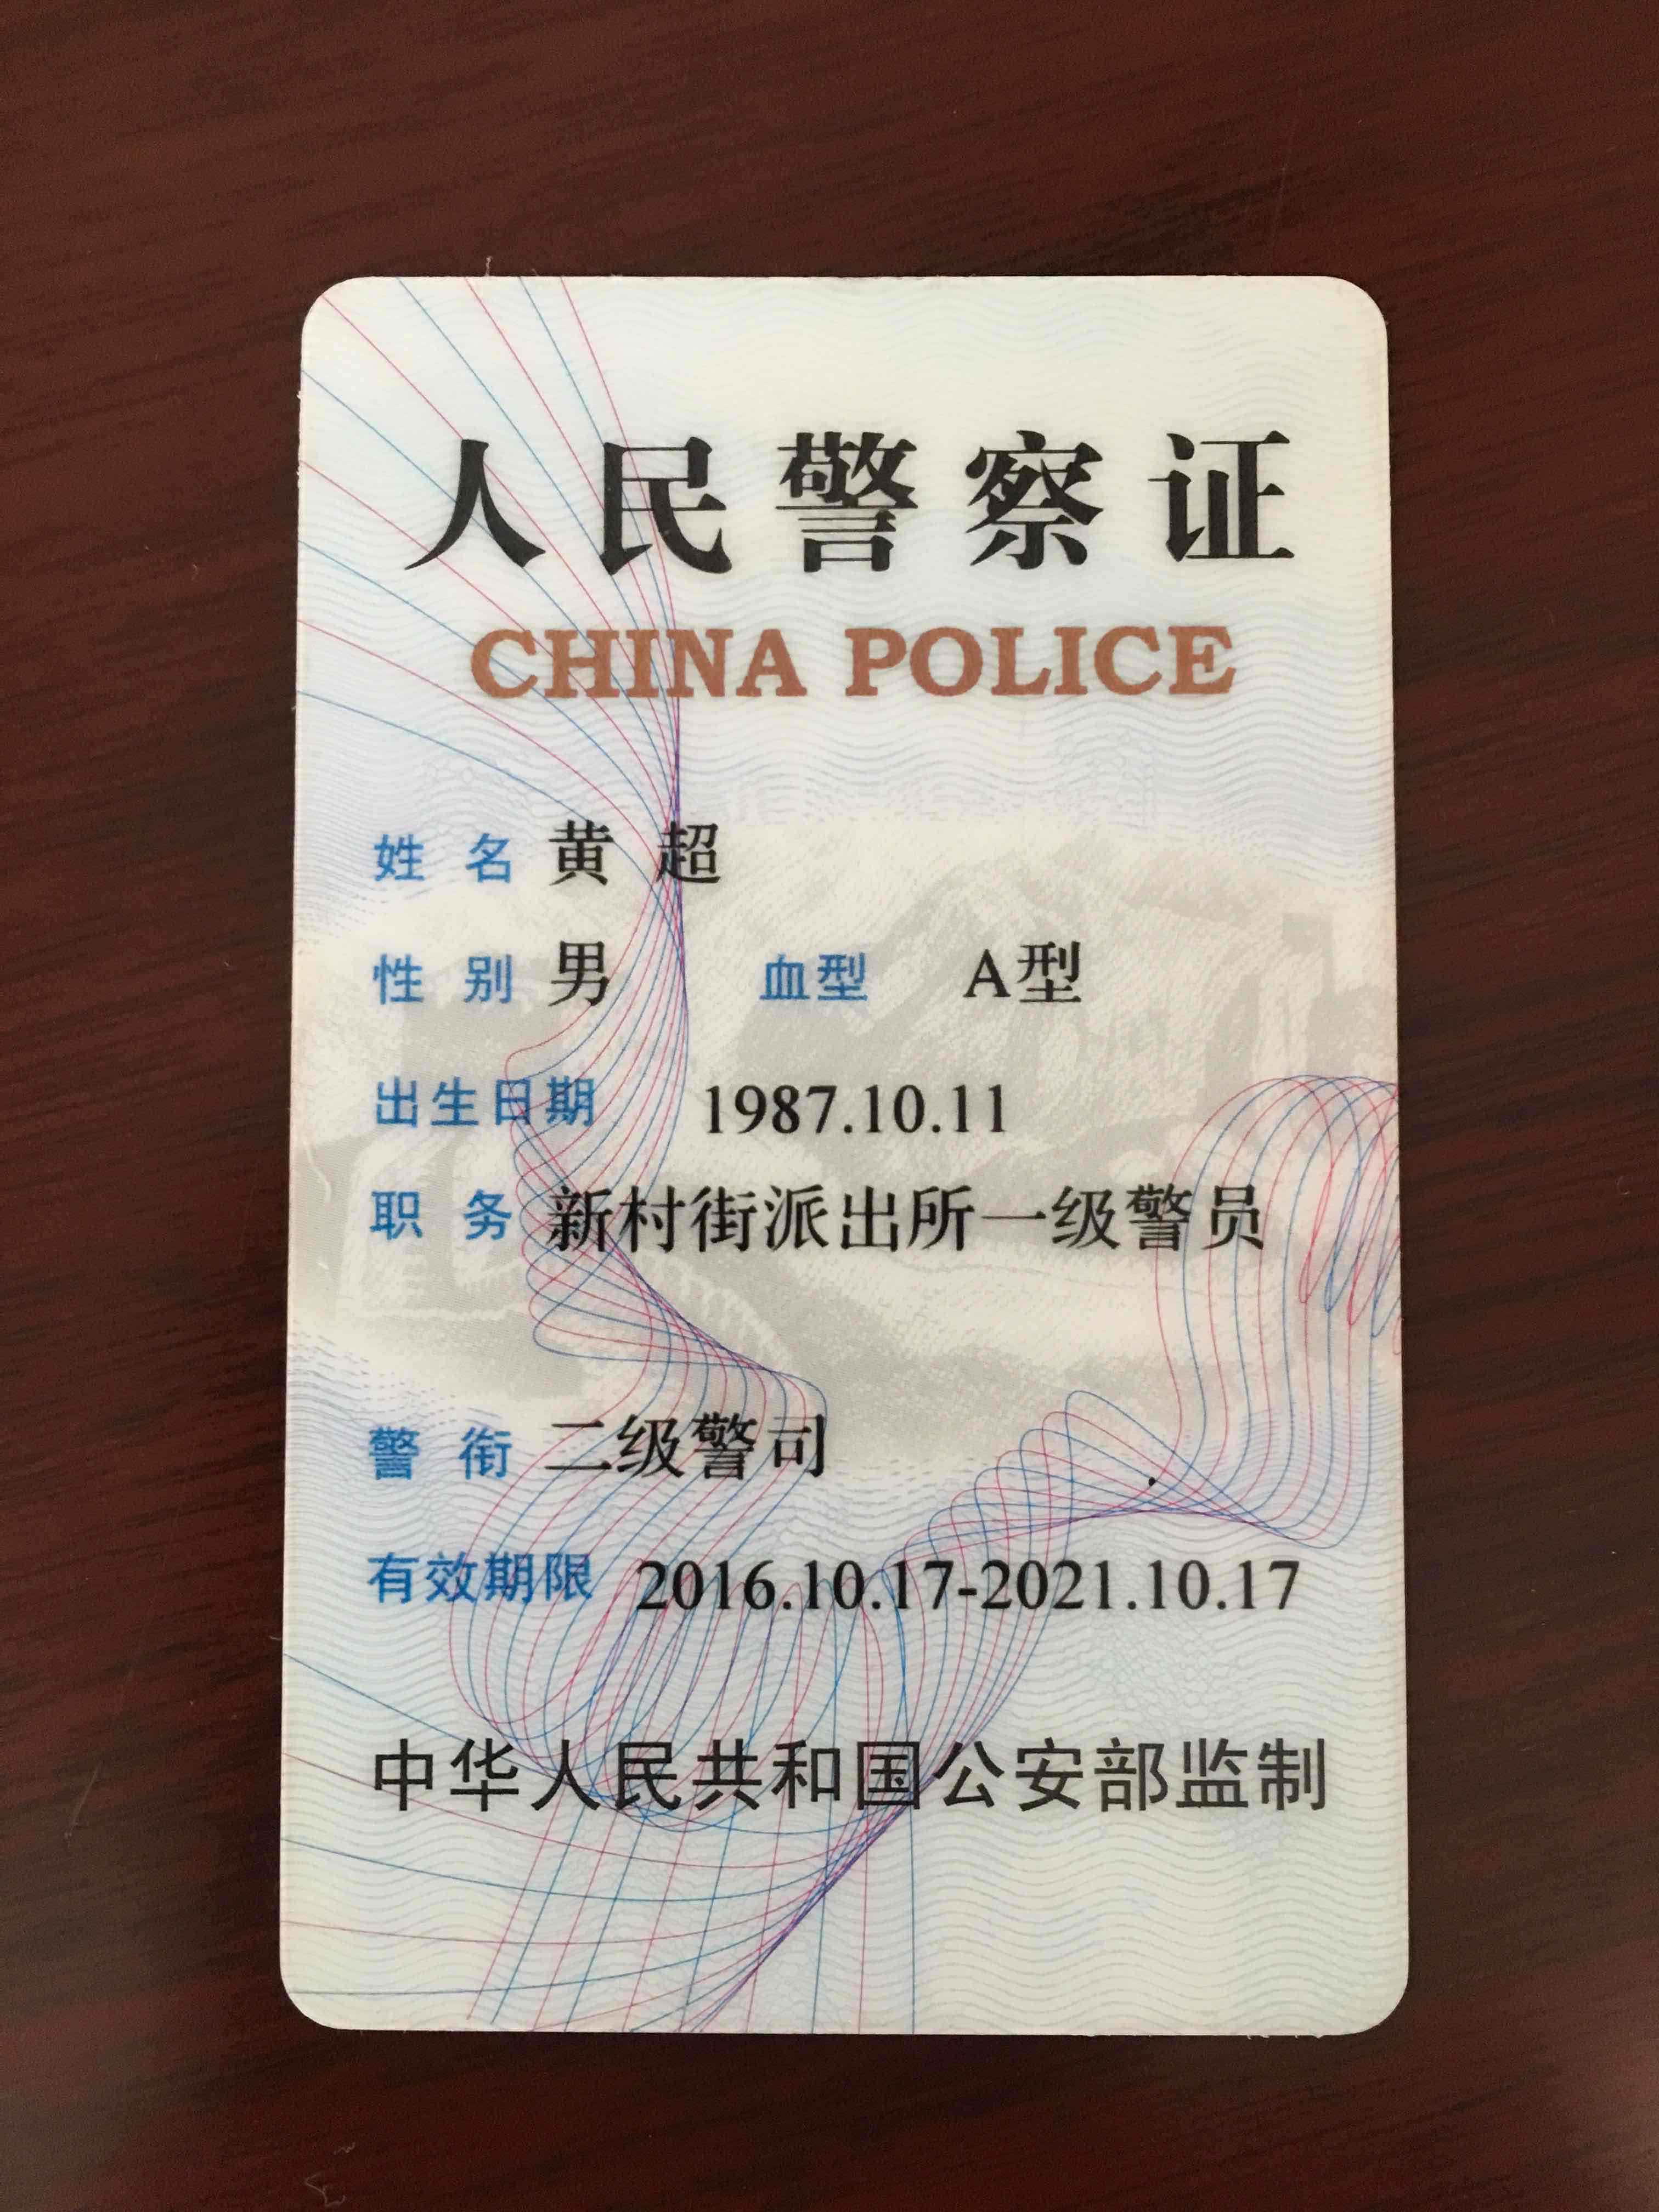 人民警察证
CHINA POLICE
姓 名 黄 超
性 别 男 血型 A型
出生日期 1987.10.11
职 务 新村街派出所一级警员
警 衔 二级警司
有效期限 2016.10.17-2021.10.17
中华人民共和国公安部监制